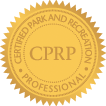 CERTIFIED PARK AND RECREATION
CPRP
• PROFESSIONAL •